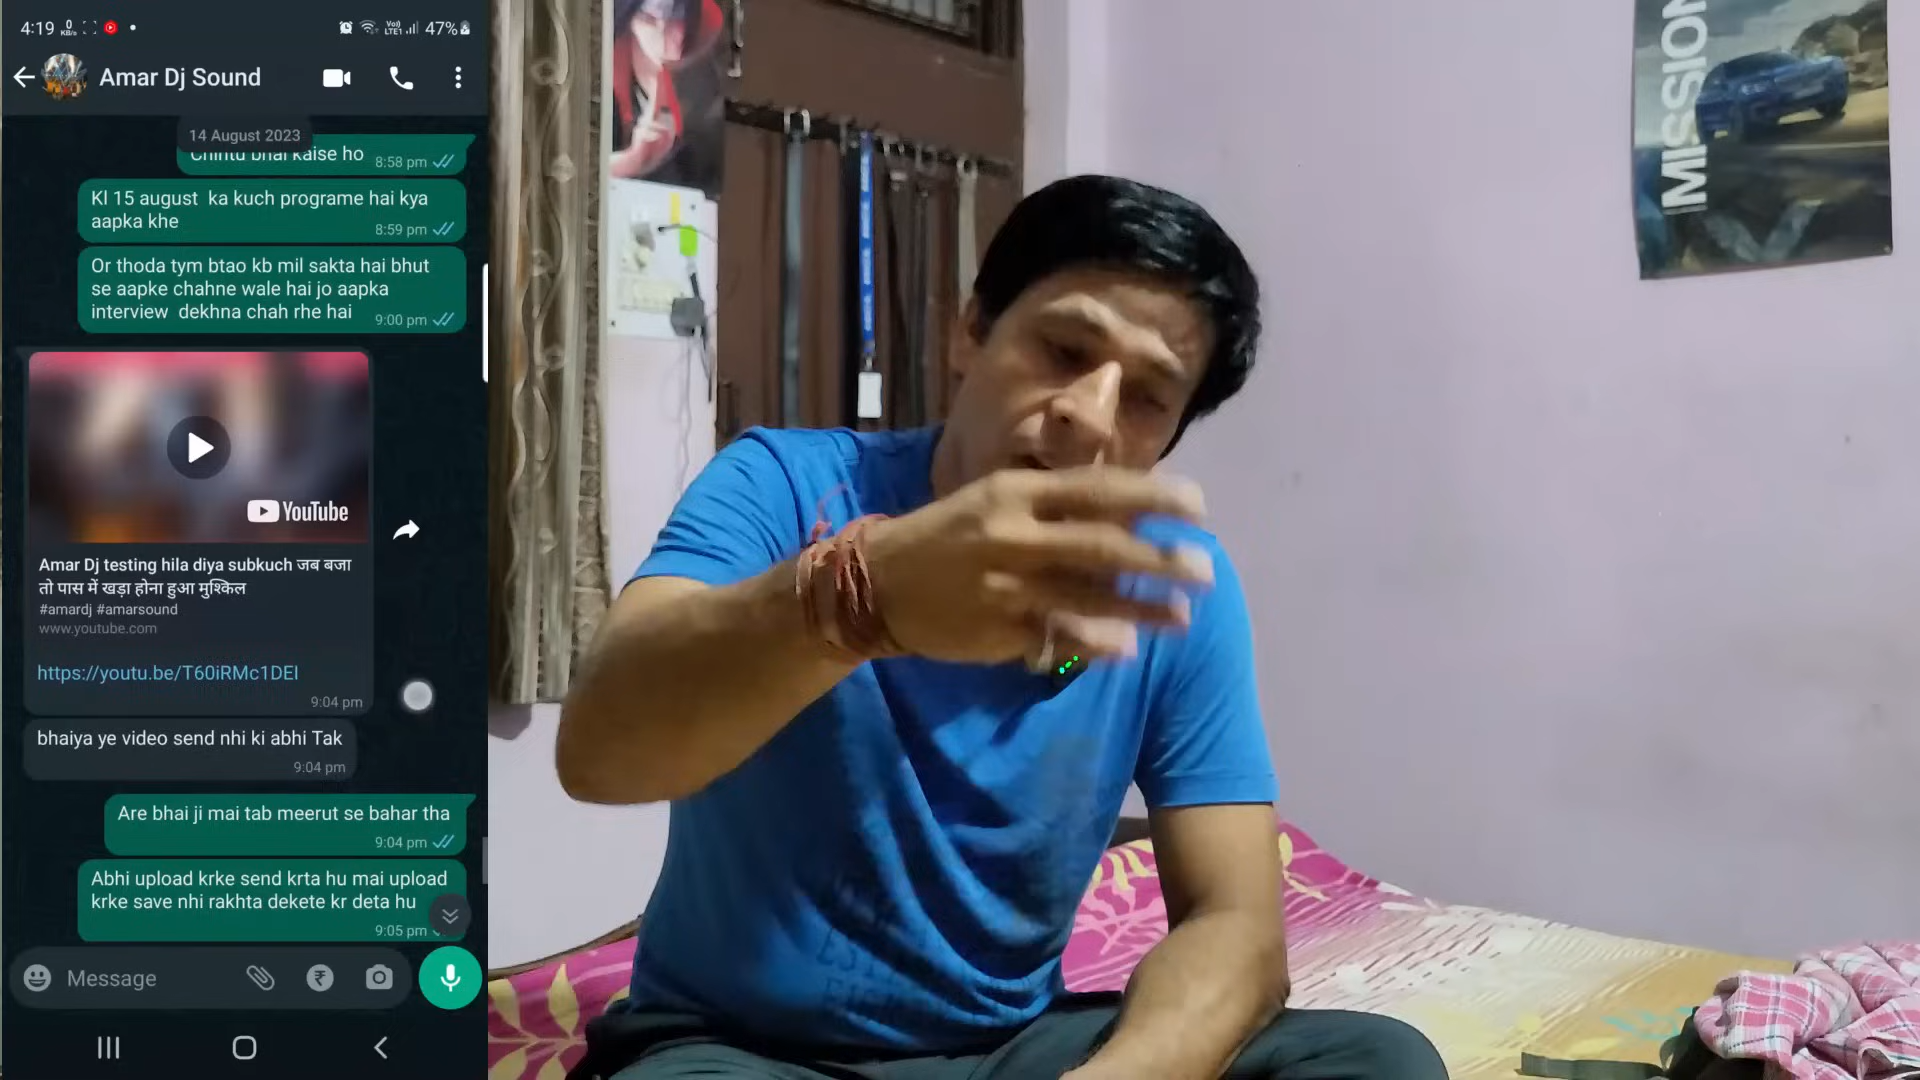 4:19
0
KB/s
Vo)
LTE1
47%
Amar Dj Sound
14 August 2023
Chintu bhai kaise ho
8:58 pm
Kl 15 august ka kuch programe hai kya
aapka khe
8:59 pm
Or thoda tym btao kb mil sakta hai bhut
se aapke chahne wale hai jo aapka
interview dekhna chah rhe hai
9:00 pm
YouTube
Amar Dj testing hila diya subkuch जब बजा
तो पास में खड़ा होना हुआ मुश्किल
#amardj #amarsound
www.youtube.com
https://youtu.be/T60iRMc1DEI
9:04 pm
bhaiya ye video send nhi ki abhi Tak
9:04 pm
Are bhai ji mai tab meerut se bahar tha
9:04 pm
Abhi upload krke send krta hu mai upload
krke save nhi rakhta dekete kr deta hu
9:05 pm
Message
MISSION